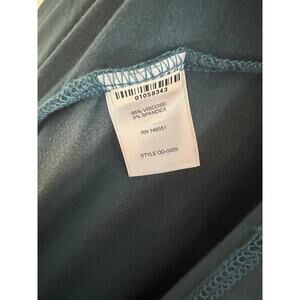 01058343
95% VISCOSE
5% SPANDEX
RN 146551
STYLE OD-0059